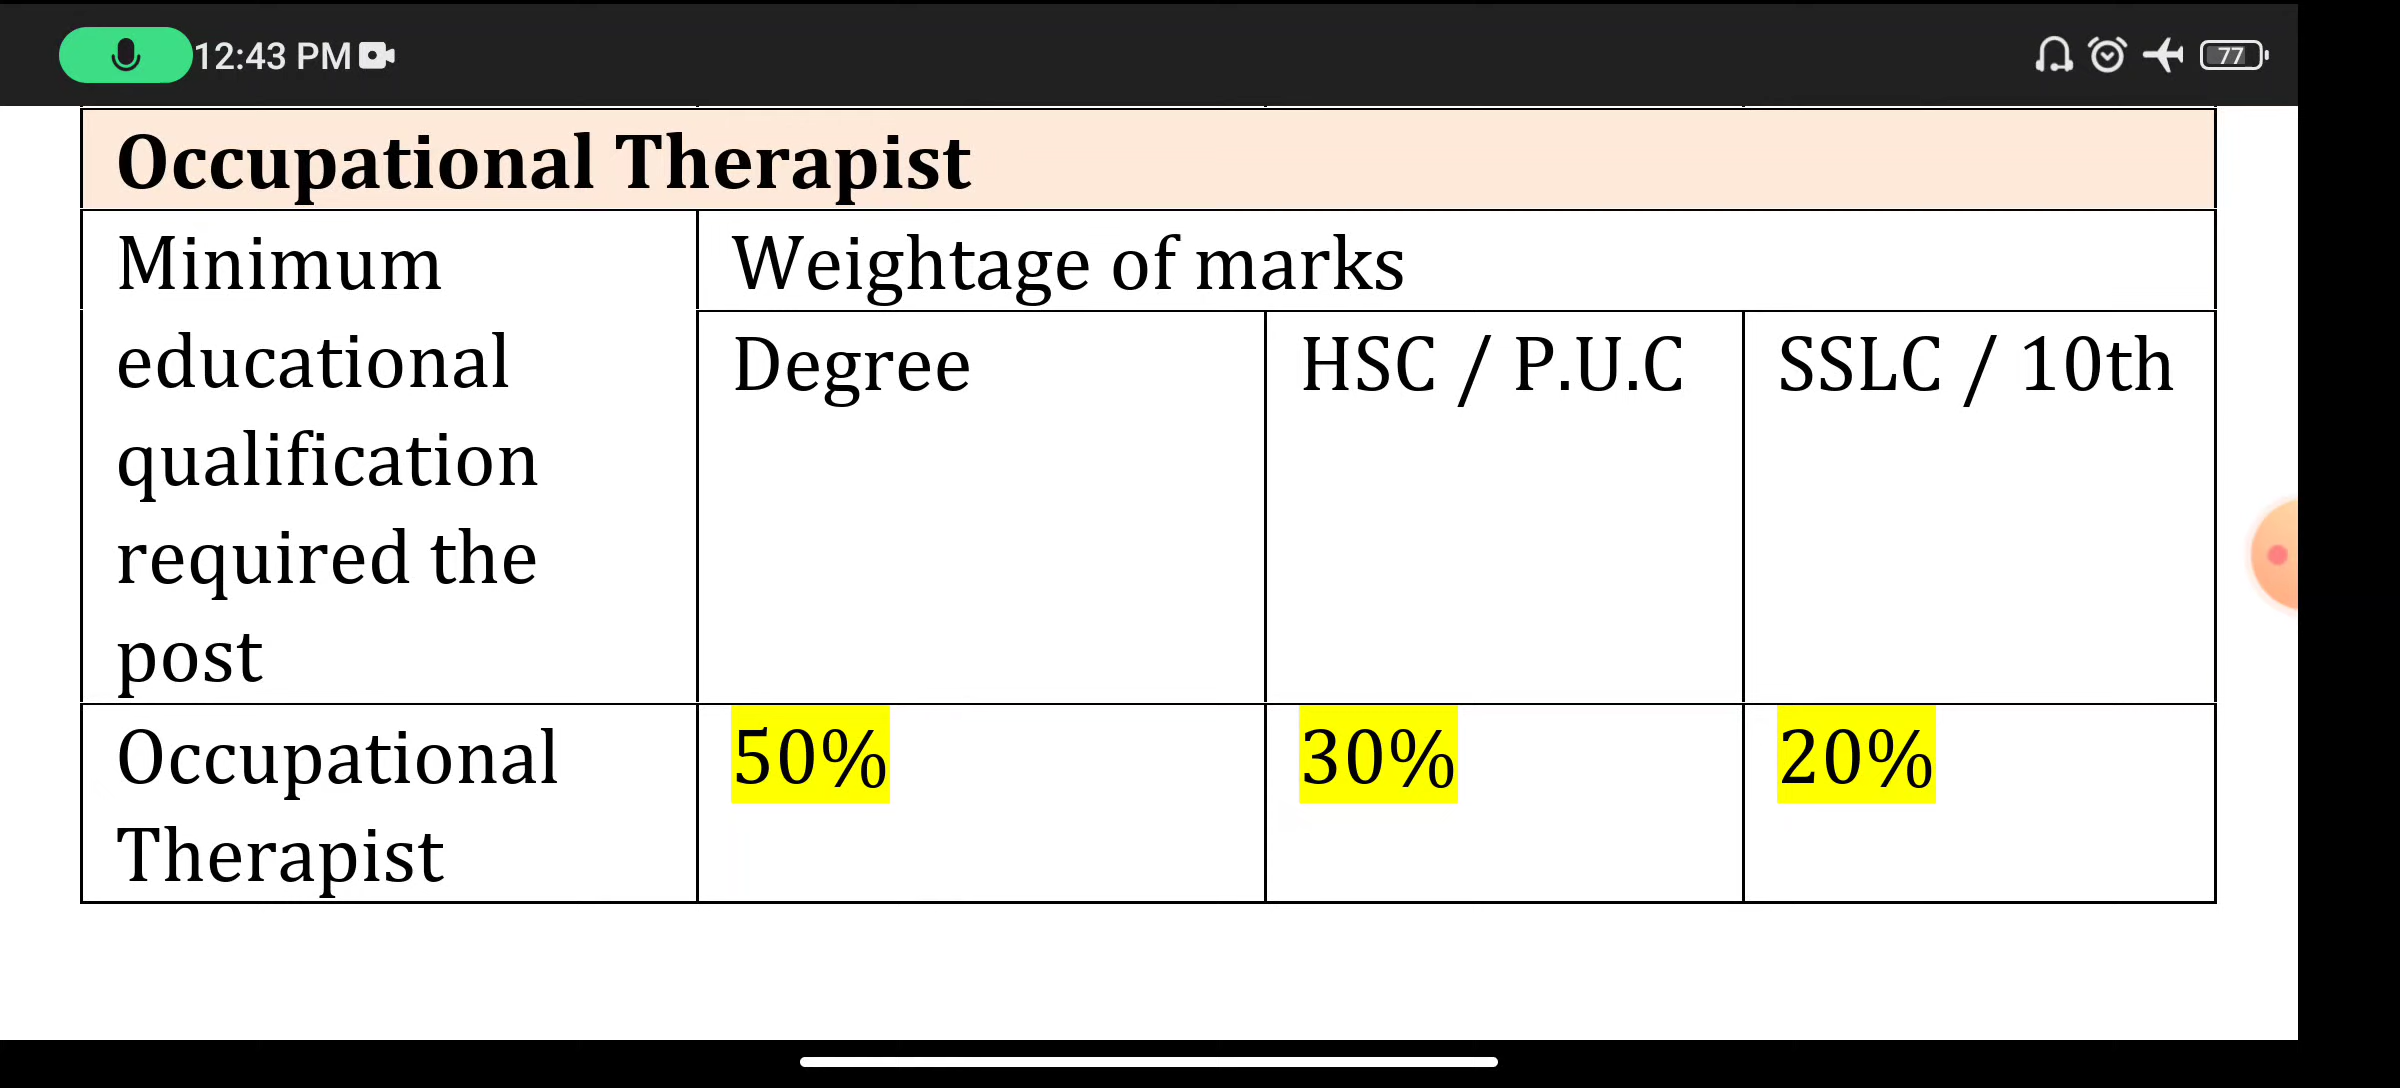 12:43 PM
77
Occupational Therapist
Minimum
educational
qualification
required the
post
Weightage of marks
Degree
HSC / P.U.C
SSLC / 10th
Occupational
Therapist
50%
30%
20%